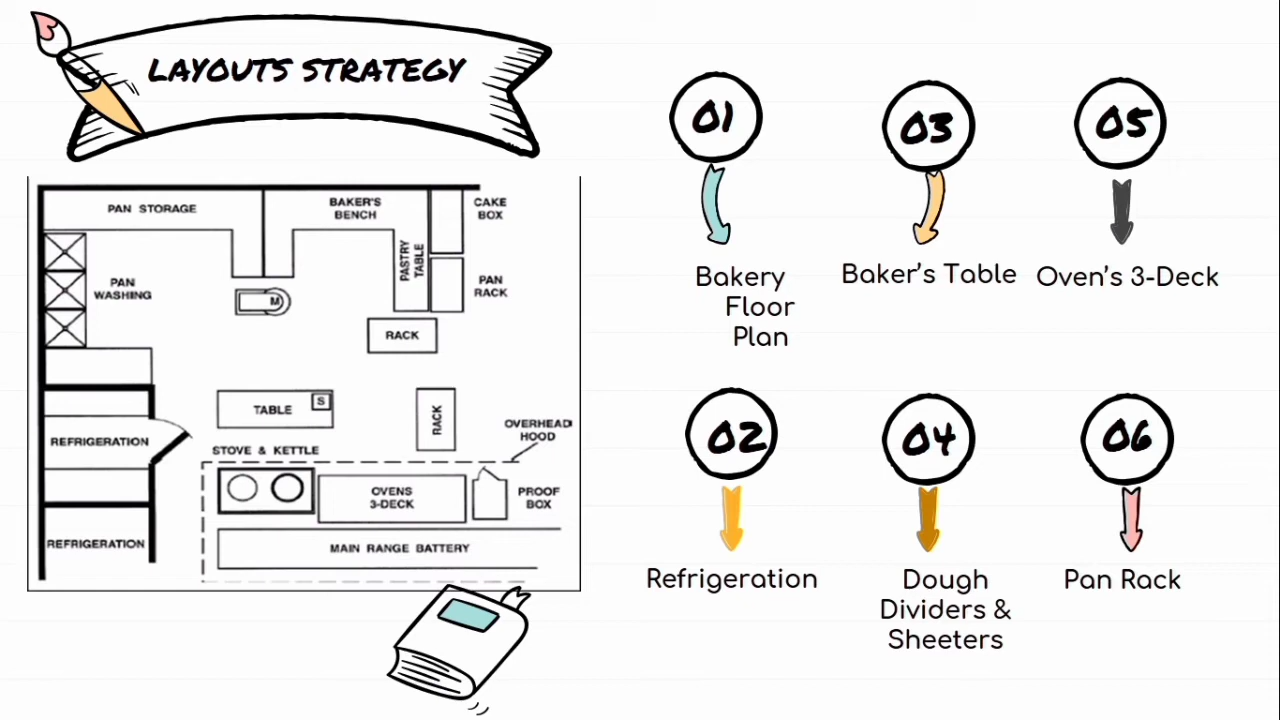 LAYOUTS STRATEGY
PAN STORAGE
BAKER'S
BENCH
CAKE
BOX
PASTRY
TABLE
PAN
WASHING
PAN
RACK
M
RACK
TABLE
S
RACK
OVERHEAD
HOOD
REFRIGERATION
STOVE & KETTLE
OVENS
3-DECK
PROOF
BOX
REFRIGERATION
MAIN RANGE BATTERY
01
Bakery
Floor
Plan
03
Baker's Table
05
Oven's 3-Deck
02
Refrigeration
04
Dough
Dividers &
Sheeters
06
Pan Rack